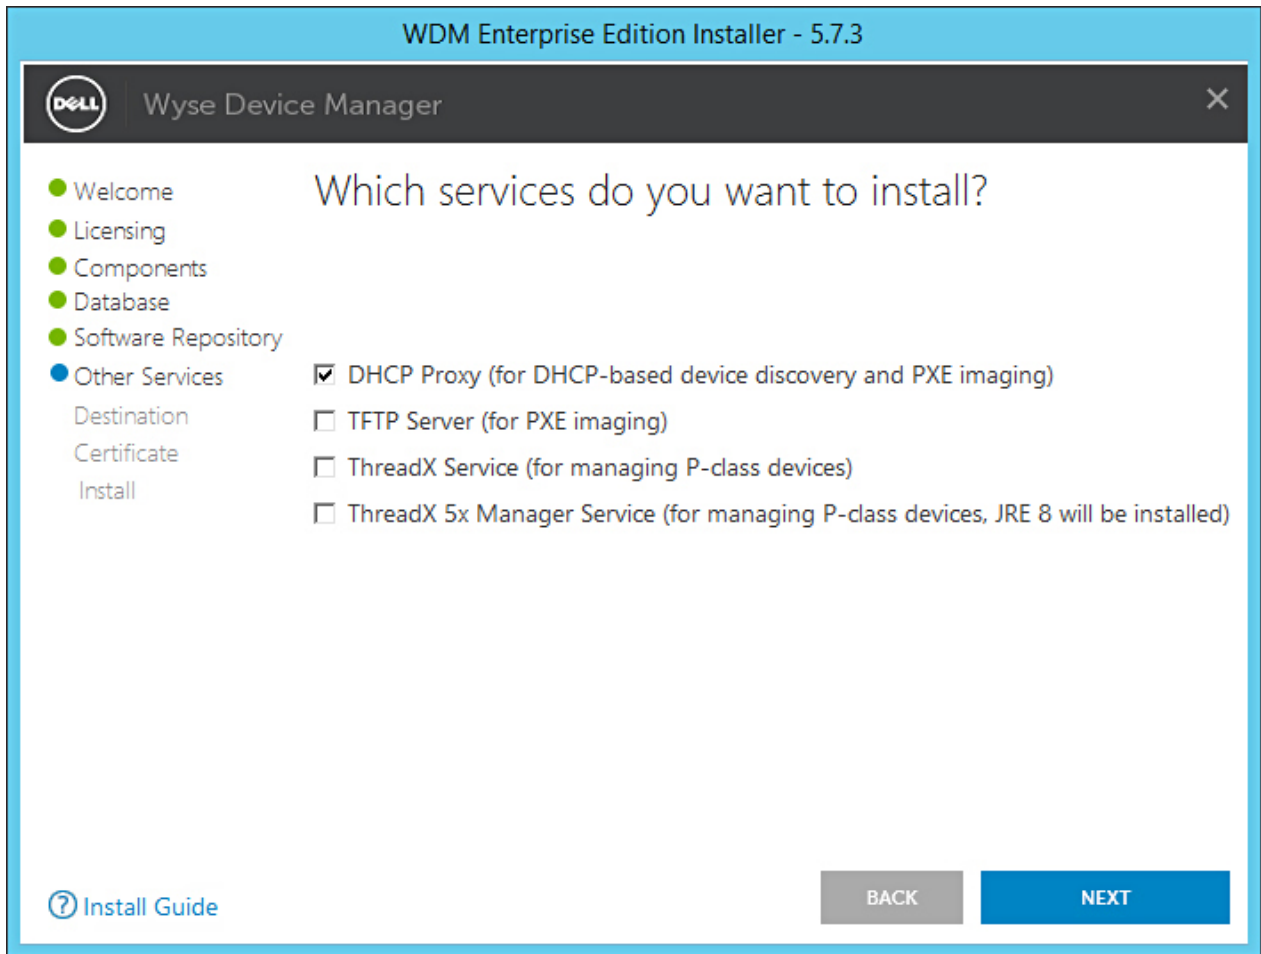 WDM Enterprise Edition Installer - 5.7.3
DELL
Wyse Device Manager
Welcome
Licensing
Components
Database
Software Repository
Other Services
Destination
Certificate
Install
Which services do you want to install?
DHCP Proxy (for DHCP-based device discovery and PXE imaging)
TFTP Server (for PXE imaging)
ThreadX Service (for managing P-class devices)
ThreadX 5x Manager Service (for managing P-class devices, JRE 8 will be installed)
? Install Guide
BACK
NEXT